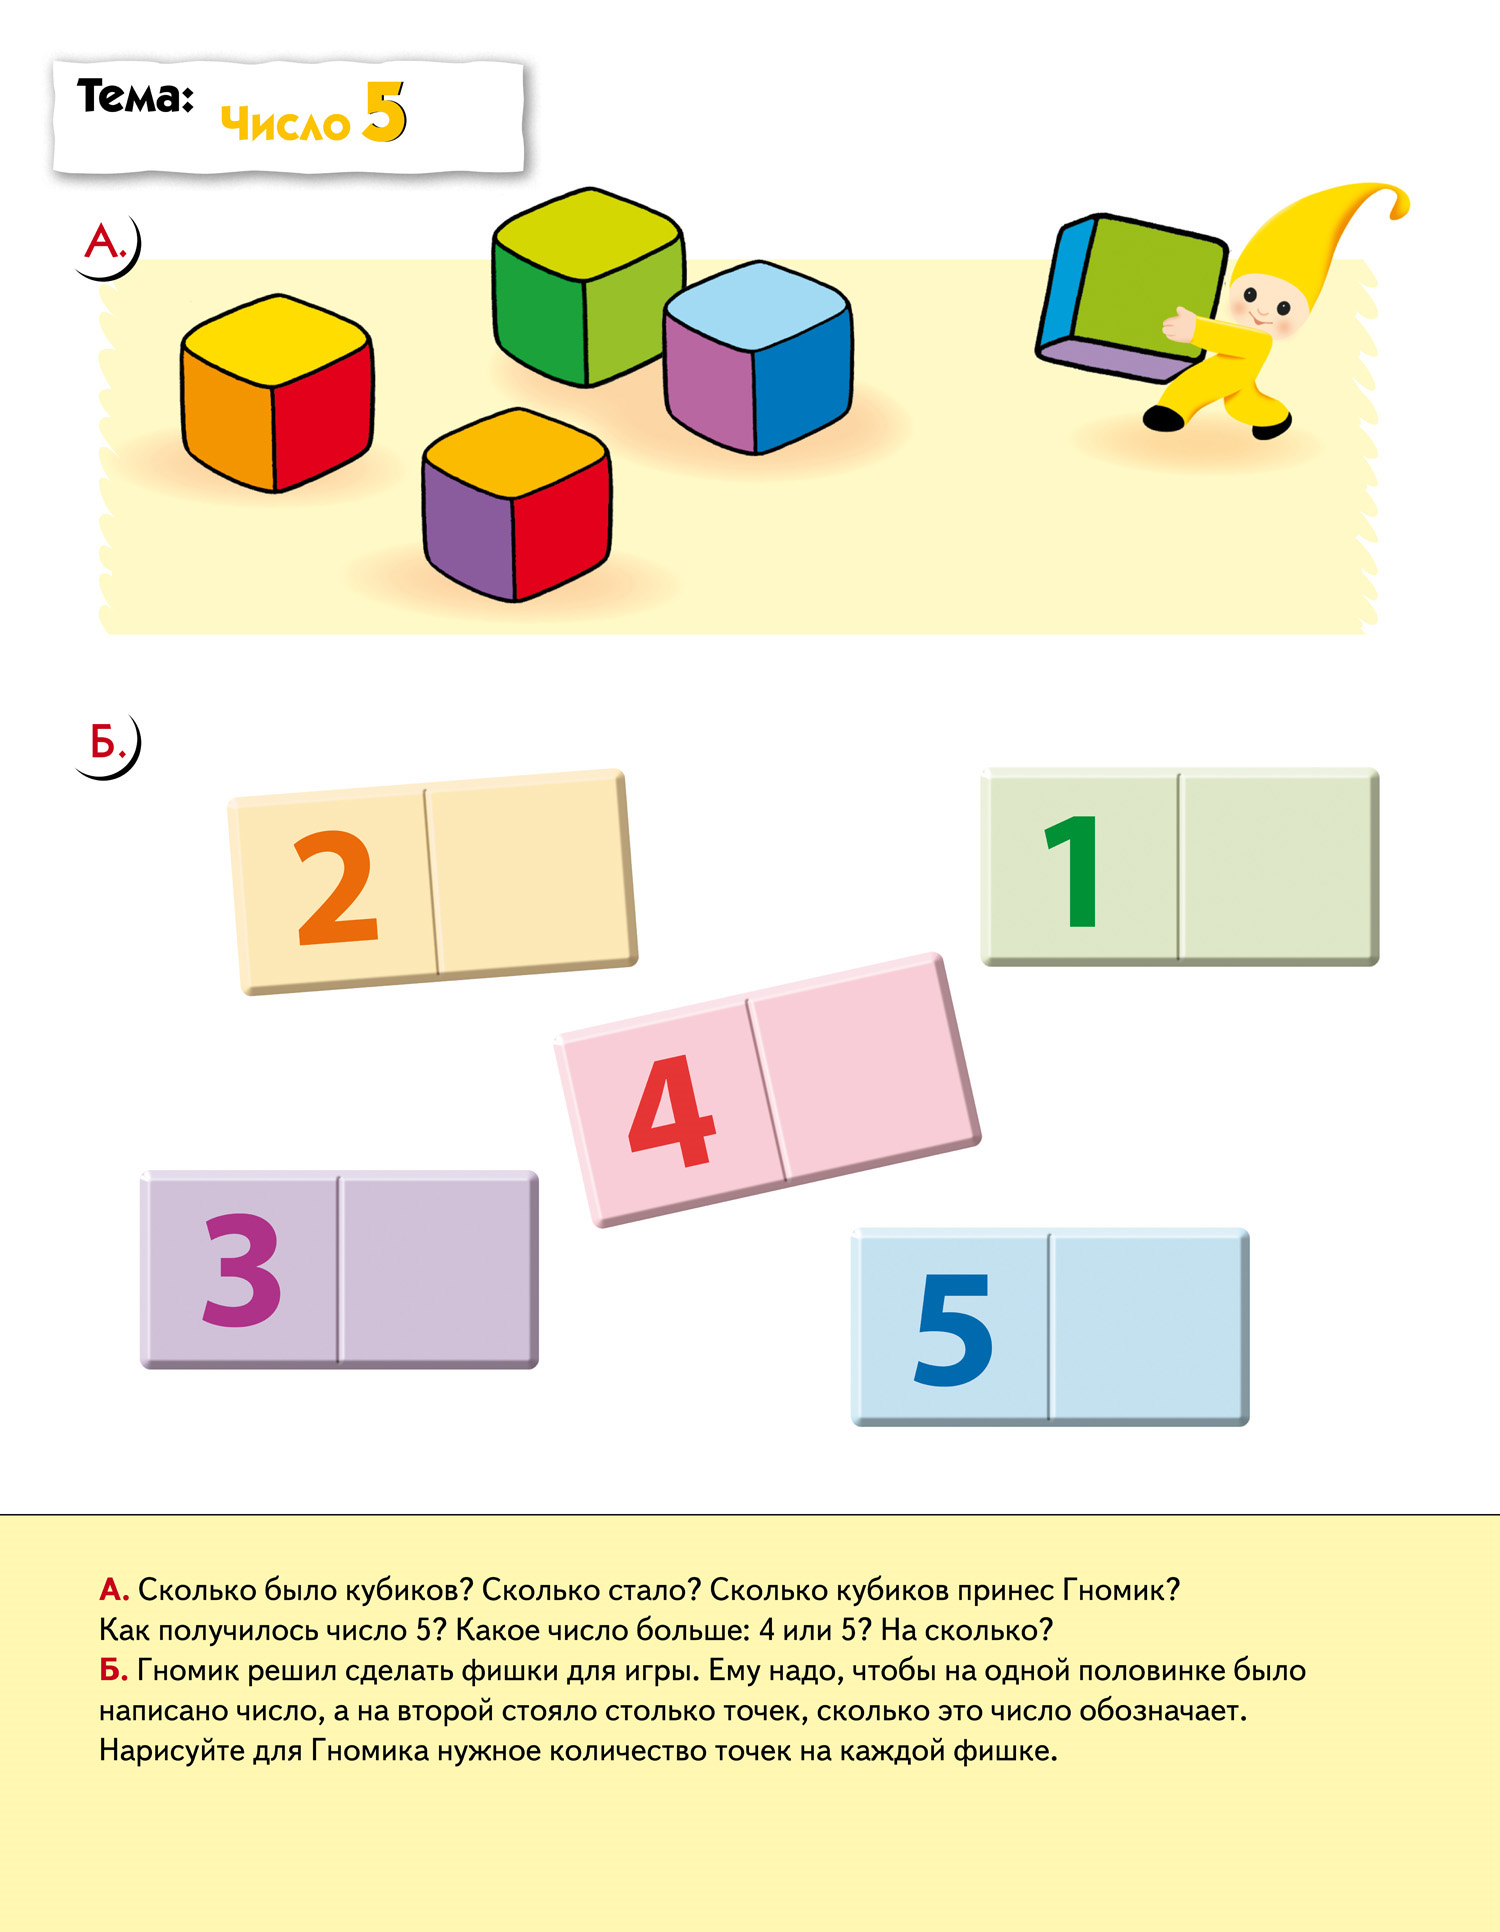 Тема:
Число 5
А.
Б.
2
1
4
3
5
А. Сколько было кубиков? Сколько стало? Сколько кубиков принес Гномик?
Как получилось число 5? Какое число больше: 4 или 5? На сколько?
Б. Гномик решил сделать фишки для игры. Ему надо, чтобы на одной половинке было
написано число, а на второй стояло столько точек, сколько это число обозначает.
Нарисуйте для Гномика нужное количество точек на каждой фишке.